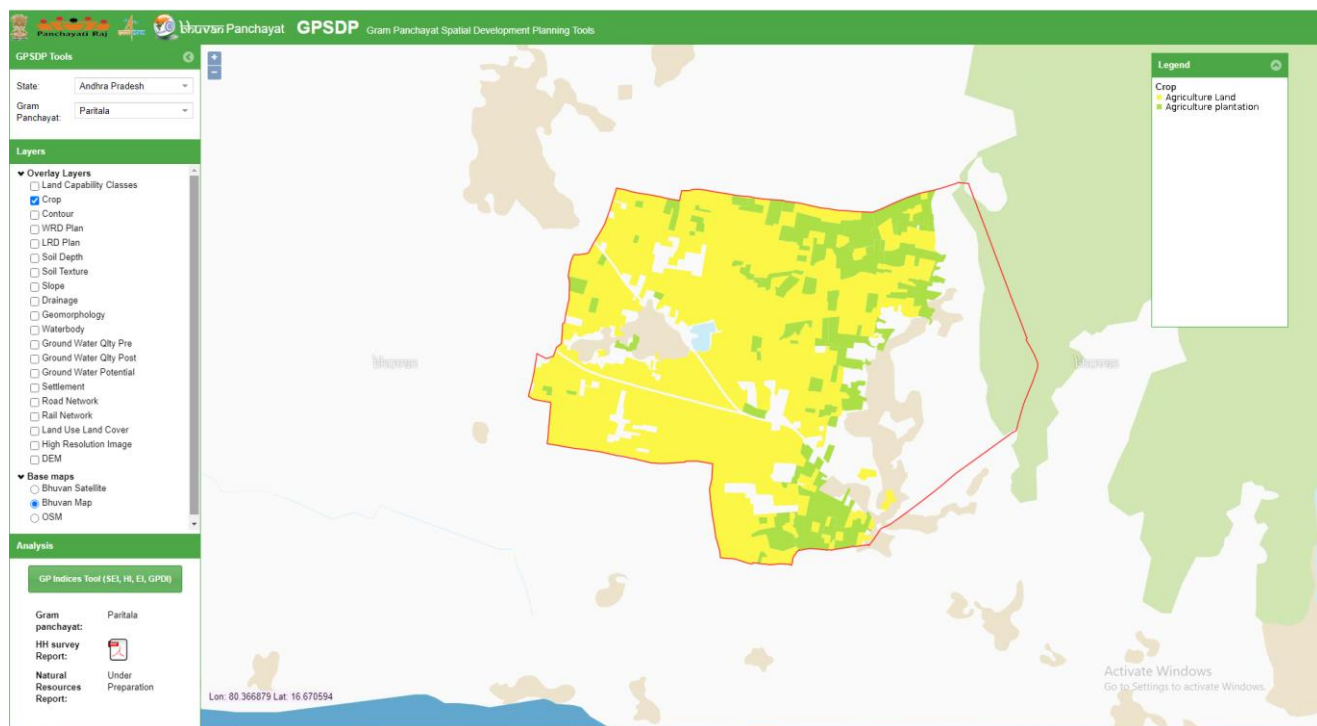 Panchayati Raj
bhuvan Panchayat GPSDP Gram Panchayat Spatial Development Planning Tools
GPSDP Tools
State: Andhra Pradesh
Gram Panchayat: Paritala
Layers
Overlay Layers
Land Capability Classes
Crop
Contour
WRD Plan
LRD Plan
Soil Depth
Soil Texture
Slope
Drainage
Geomorphology
Waterbody
Ground Water Qlty Pre
Ground Water Qlty Post
Ground Water Potential
Settlement
Road Network
Rail Network
Land Use Land Cover
High Resolution Image
DEM
Base maps
Bhuvan Satellite
Bhuvan Map
OSM
Analysis
GP Indices Tool (SEI, HI, EI, GPDI)
Gram panchayat: Paritala
HH survey Report:
Natural Resources Report: Under Preparation
+
−
bhuvan
bhuvan
Lon: 80.366879 Lat: 16.670594
Legend
Crop
Agriculture Land
Agriculture plantation
Activate Windows
Go to Settings to activate Windows.